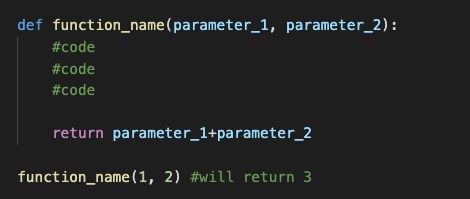 def function_name(parameter_1, parameter_2):
    #code
    #code
    #code
    return parameter_1+parameter_2
function_name(1, 2) #will return 3